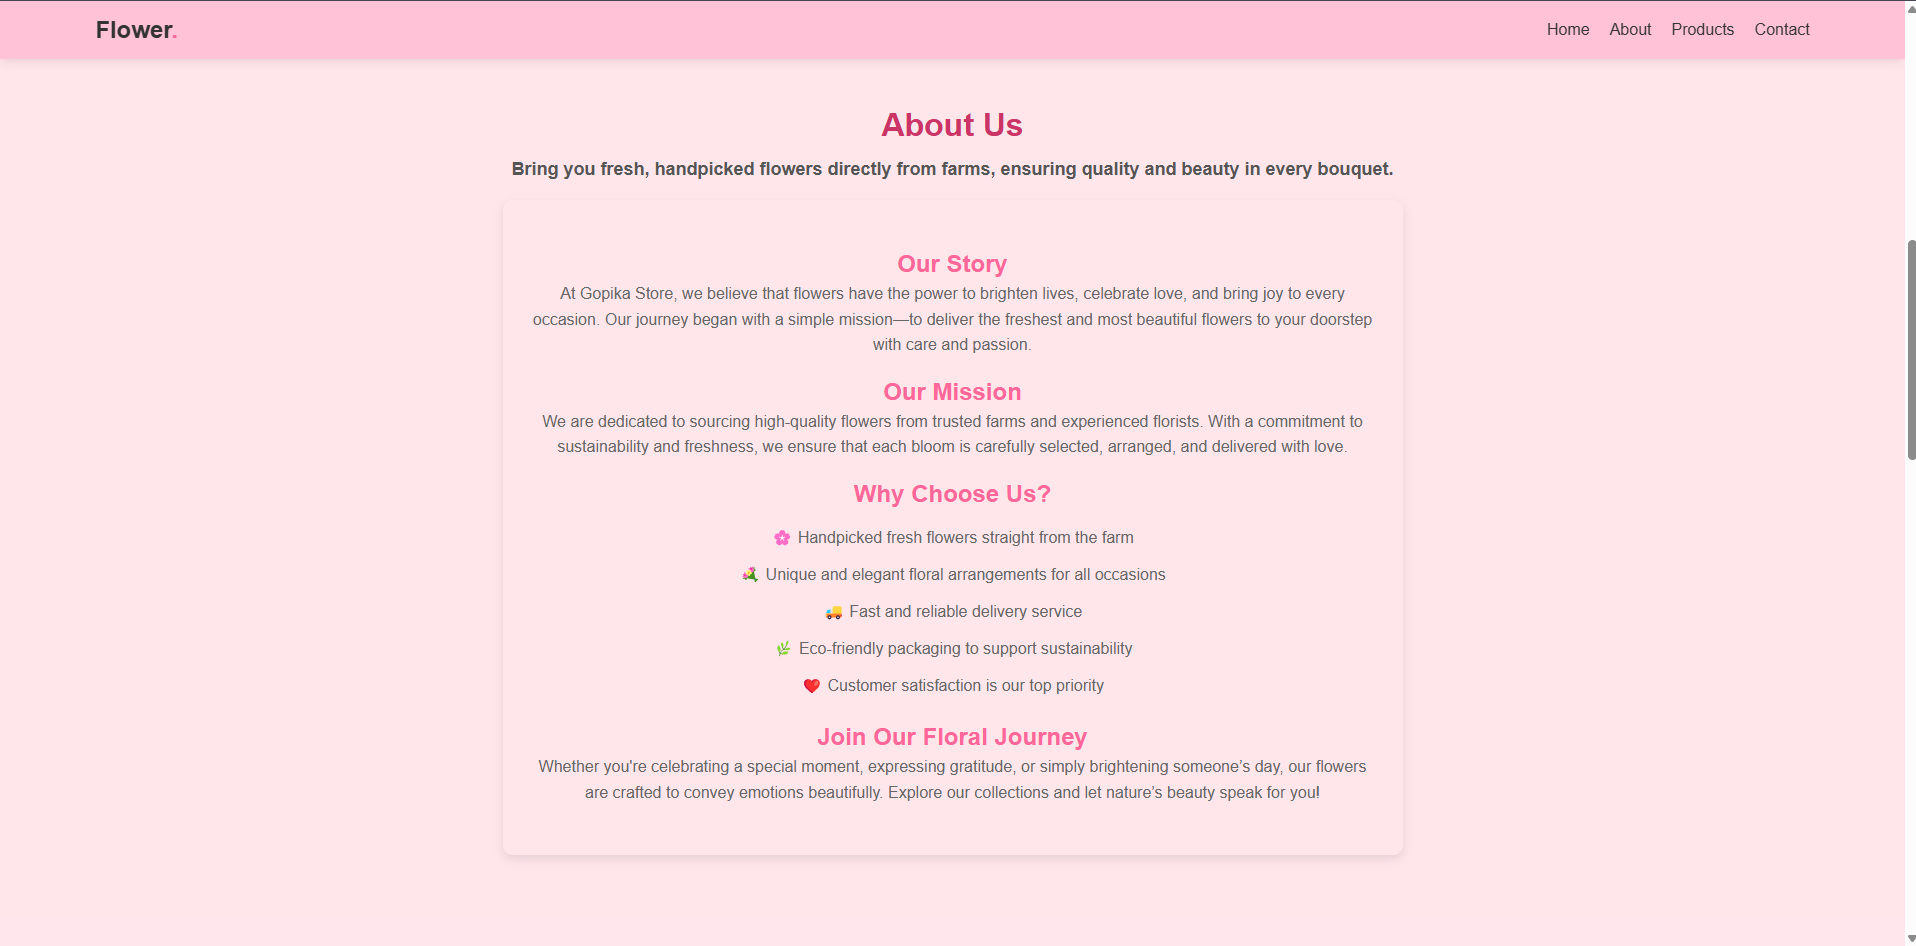 Flower.
Home About Products Contact
About Us
Bring you fresh, handpicked flowers directly from farms, ensuring quality and beauty in every bouquet.
Our Story
At Gopika Store, we believe that flowers have the power to brighten lives, celebrate love, and bring joy to every
occasion. Our journey began with a simple mission—to deliver the freshest and most beautiful flowers to your doorstep
with care and passion.
Our Mission
We are dedicated to sourcing high-quality flowers from trusted farms and experienced florists. With a commitment to
sustainability and freshness, we ensure that each bloom is carefully selected, arranged, and delivered with love.
Why Choose Us?
🌸 Handpicked fresh flowers straight from the farm
💐 Unique and elegant floral arrangements for all occasions
🚚 Fast and reliable delivery service
🌿 Eco-friendly packaging to support sustainability
❤️ Customer satisfaction is our top priority
Join Our Floral Journey
Whether you're celebrating a special moment, expressing gratitude, or simply brightening someone’s day, our flowers
are crafted to convey emotions beautifully. Explore our collections and let nature’s beauty speak for you!